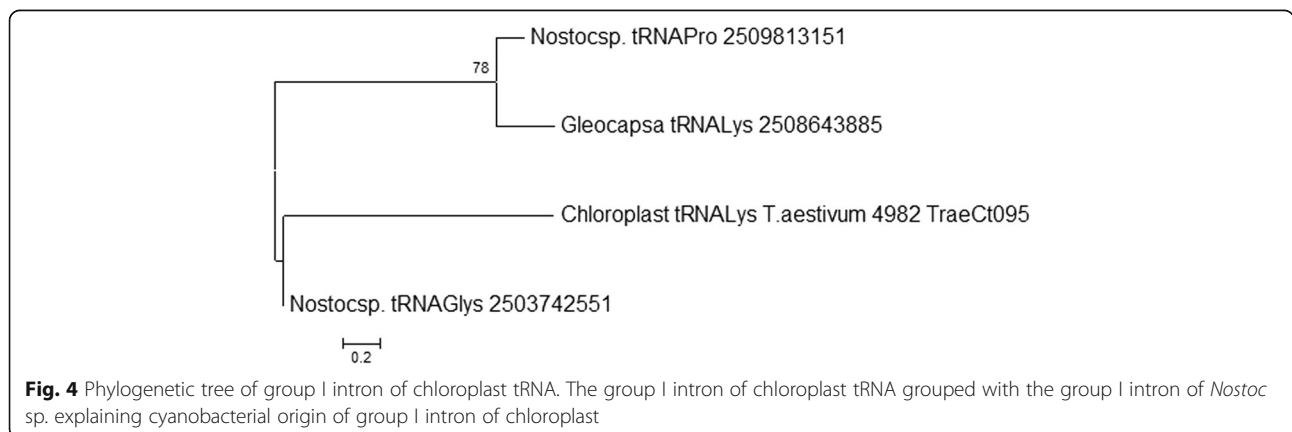 Nostocsp. tRNAPro 2509813151
78
Gleocapsa tRNALys 2508643885
Chloroplast tRNALys T.aestivum 4982 TraeCt095
Nostocsp. tRNAGlys 2503742551
0.2
Fig. 4 Phylogenetic tree of group I intron of chloroplast tRNA. The group I intron of chloroplast tRNA grouped with the group I intron of Nostoc
sp. explaining cyanobacterial origin of group I intron of chloroplast